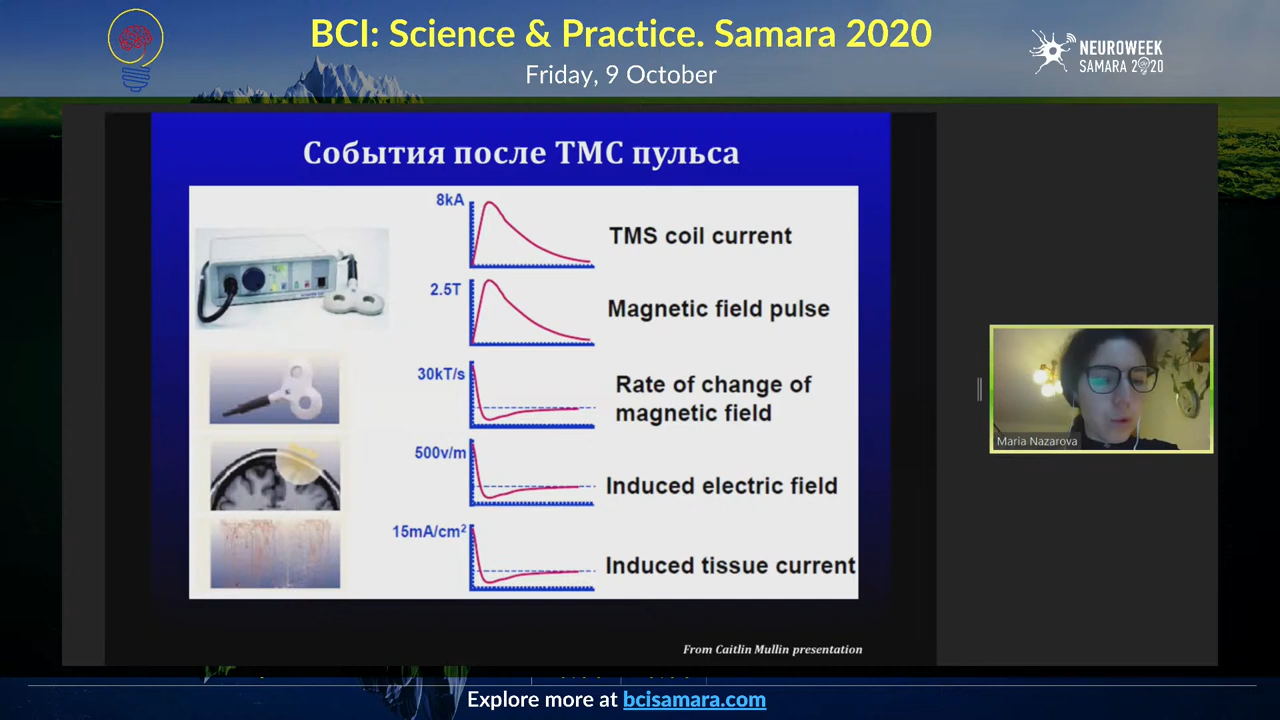 BCI: Science & Practice. Samara 2020
Friday, 9 October
NEUROWEEK
SAMARA 2020
События после ТМС пульса
8kA
TMS coil current
2.5T
Magnetic field pulse
30kT/s
Rate of change of
magnetic field
500v/m
Induced electric field
15mA/cm²
Induced tissue current
From Caitlin Mullin presentation
Maria Nazarova
Explore more at bcisamara.com